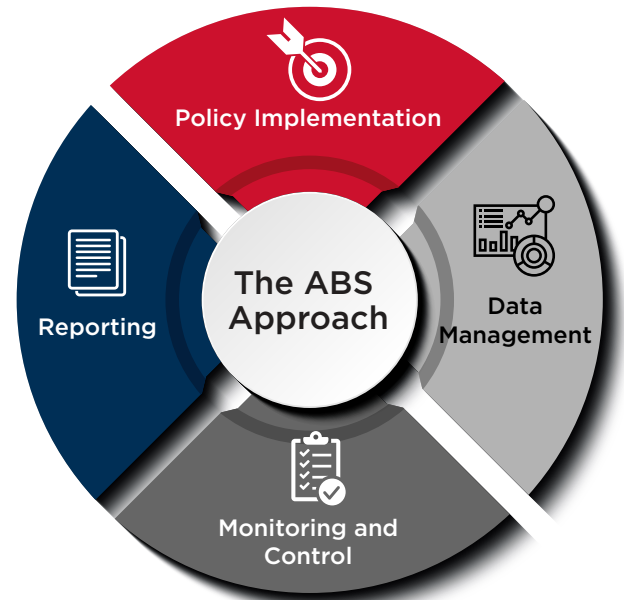 Policy Implementation
The ABS
Approach
Data
Management
Reporting
Monitoring and
Control